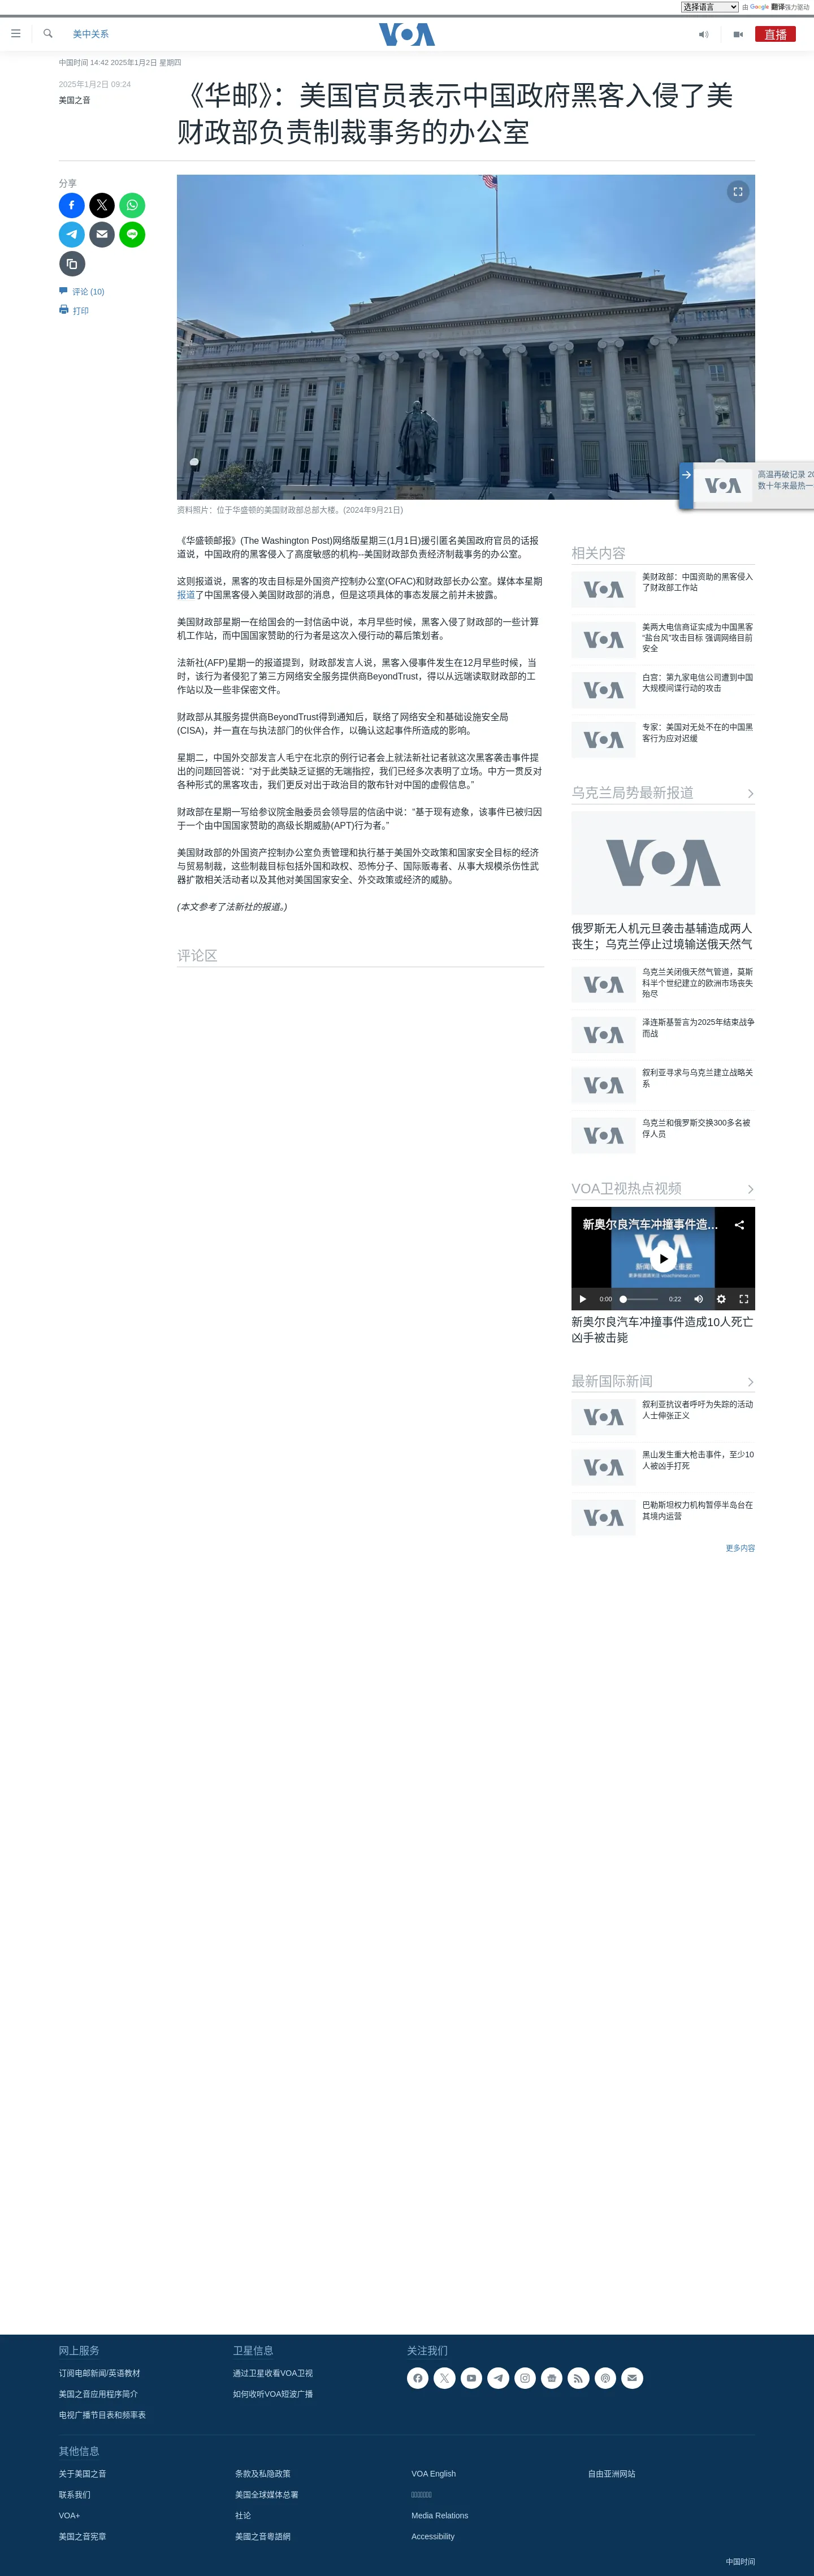 选择语言
由 Google 翻译强力驱动
美中关系
VOA
直播
中国时间 14:42 2025年1月2日 星期四
2025年1月2日 09:24
美国之音
《华邮》：美国官员表示中国政府黑客入侵了美
财政部负责制裁事务的办公室
分享
评论 (10)
打印
资料照片：位于华盛顿的美国财政部总部大楼。(2024年9月21日)
高温再破记录 20
数十年来最热一
《华盛顿邮报》(The Washington Post)网络版星期三(1月1日)援引匿名美国政府官员的话报
道说，中国政府的黑客侵入了高度敏感的机构--美国财政部负责经济制裁事务的办公室。
这则报道说，黑客的攻击目标是外国资产控制办公室(OFAC)和财政部长办公室。媒体本星期
报道了中国黑客侵入美国财政部的消息，但是这项具体的事态发展之前并未披露。
美国财政部星期一在给国会的一封信函中说，本月早些时候，黑客入侵了财政部的一些计算
机工作站，而中国国家赞助的行为者是这次入侵行动的幕后策划者。
法新社(AFP)星期一的报道提到，财政部发言人说，黑客入侵事件发生在12月早些时候，当
时，该行为者侵犯了第三方网络安全服务提供商BeyondTrust，得以从远端读取财政部的工
作站以及一些非保密文件。
财政部从其服务提供商BeyondTrust得到通知后，联络了网络安全和基础设施安全局
(CISA)，并一直在与执法部门的伙伴合作，以确认这起事件所造成的影响。
星期二，中国外交部发言人毛宁在北京的例行记者会上就法新社记者就这次黑客袭击事件提
出的问题回答说：“对于此类缺乏证据的无端指控，我们已经多次表明了立场。中方一贯反对
各种形式的黑客攻击，我们更反对出于政治目的散布针对中国的虚假信息。”
财政部在星期一写给参议院金融委员会领导层的信函中说：“基于现有迹象，该事件已被归因
于一个由中国国家赞助的高级长期威胁(APT)行为者。”
美国财政部的外国资产控制办公室负责管理和执行基于美国外交政策和国家安全目标的经济
与贸易制裁，这些制裁目标包括外国和政权、恐怖分子、国际贩毒者、从事大规模杀伤性武
器扩散相关活动者以及其他对美国国家安全、外交政策或经济的威胁。
(本文参考了法新社的报道。)
评论区
相关内容
美财政部：中国资助的黑客侵入
了财政部工作站
美两大电信商证实成为中国黑客
“盐台风”攻击目标 强调网络目前
安全
白宫：第九家电信公司遭到中国
大规模间谍行动的攻击
专家：美国对无处不在的中国黑
客行为应对迟缓
乌克兰局势最新报道
VOA
俄罗斯无人机元旦袭击基辅造成两人
丧生；乌克兰停止过境输送俄天然气
乌克兰关闭俄天然气管道，莫斯
科半个世纪建立的欧洲市场丧失
殆尽
泽连斯基誓言为2025年结束战争
而战
叙利亚寻求与乌克兰建立战略关
系
乌克兰和俄罗斯交换300多名被
俘人员
VOA卫视热点视频
新奥尔良汽车冲撞事件造...
0:00
0:22
新奥尔良汽车冲撞事件造成10人死亡
凶手被击毙
最新国际新闻
叙利亚抗议者呼吁为失踪的活动
人士伸张正义
黑山发生重大枪击事件，至少10
人被凶手打死
巴勒斯坦权力机构暂停半岛台在
其境内运营
更多内容
网上服务
卫星信息
关注我们
订阅电邮新闻/英语教材
通过卫星收看VOA卫视
美国之音应用程序简介
如何收听VOA短波广播
电视广播节目表和频率表
其他信息
关于美国之音
条款及私隐政策
VOA English
自由亚洲网站
联系我们
美国全球媒体总署
VOA+
社论
Media Relations
美国之音宪章
美國之音粵語網
Accessibility
中国时间